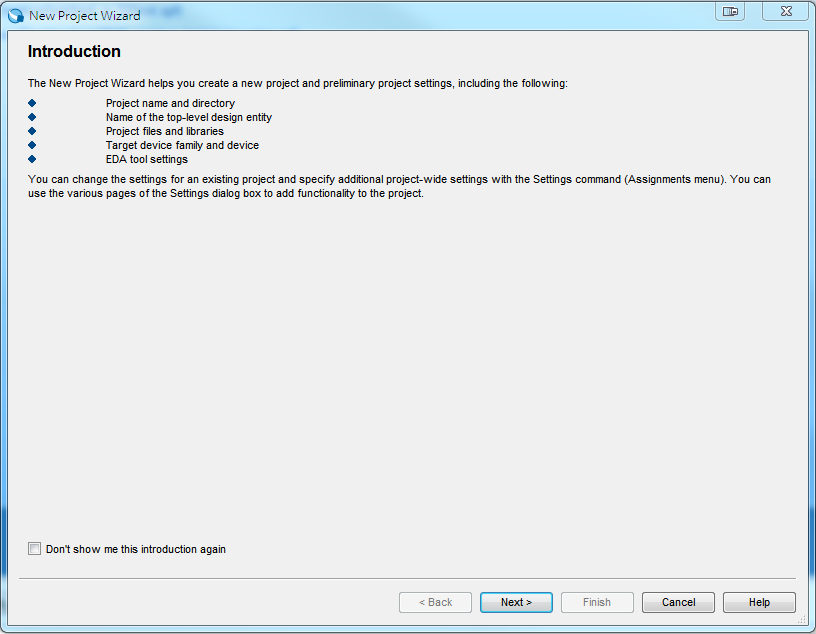 New Project Wizard
Introduction
The New Project Wizard helps you create a new project and preliminary project settings, including the following:
Project name and directory
Name of the top-level design entity
Project files and libraries
Target device family and device
EDA tool settings
You can change the settings for an existing project and specify additional project-wide settings with the Settings command (Assignments menu). You can
use the various pages of the Settings dialog box to add functionality to the project.
Don't show me this introduction again
< Back
Next >
Finish
Cancel
Help